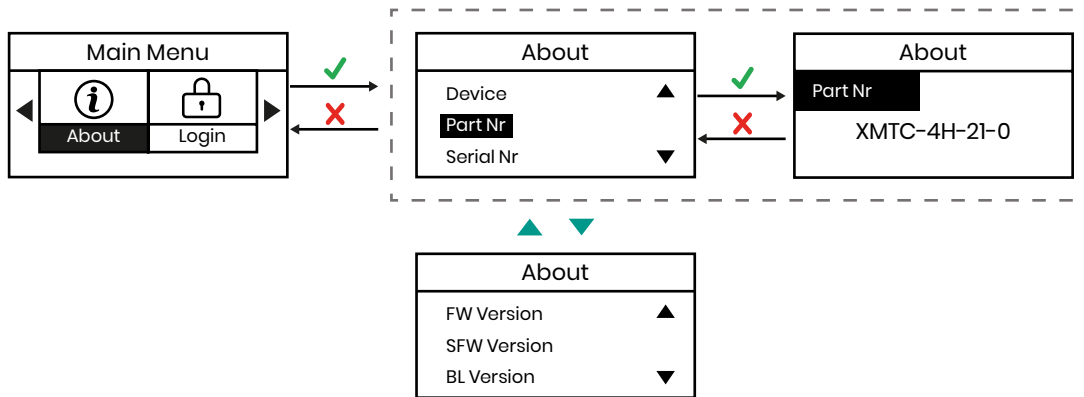 Main Menu
About
Login
About
Device
Part Nr
Serial Nr
About
Part Nr
XMTC-4H-21-0
About
FW Version
SFW Version
BL Version